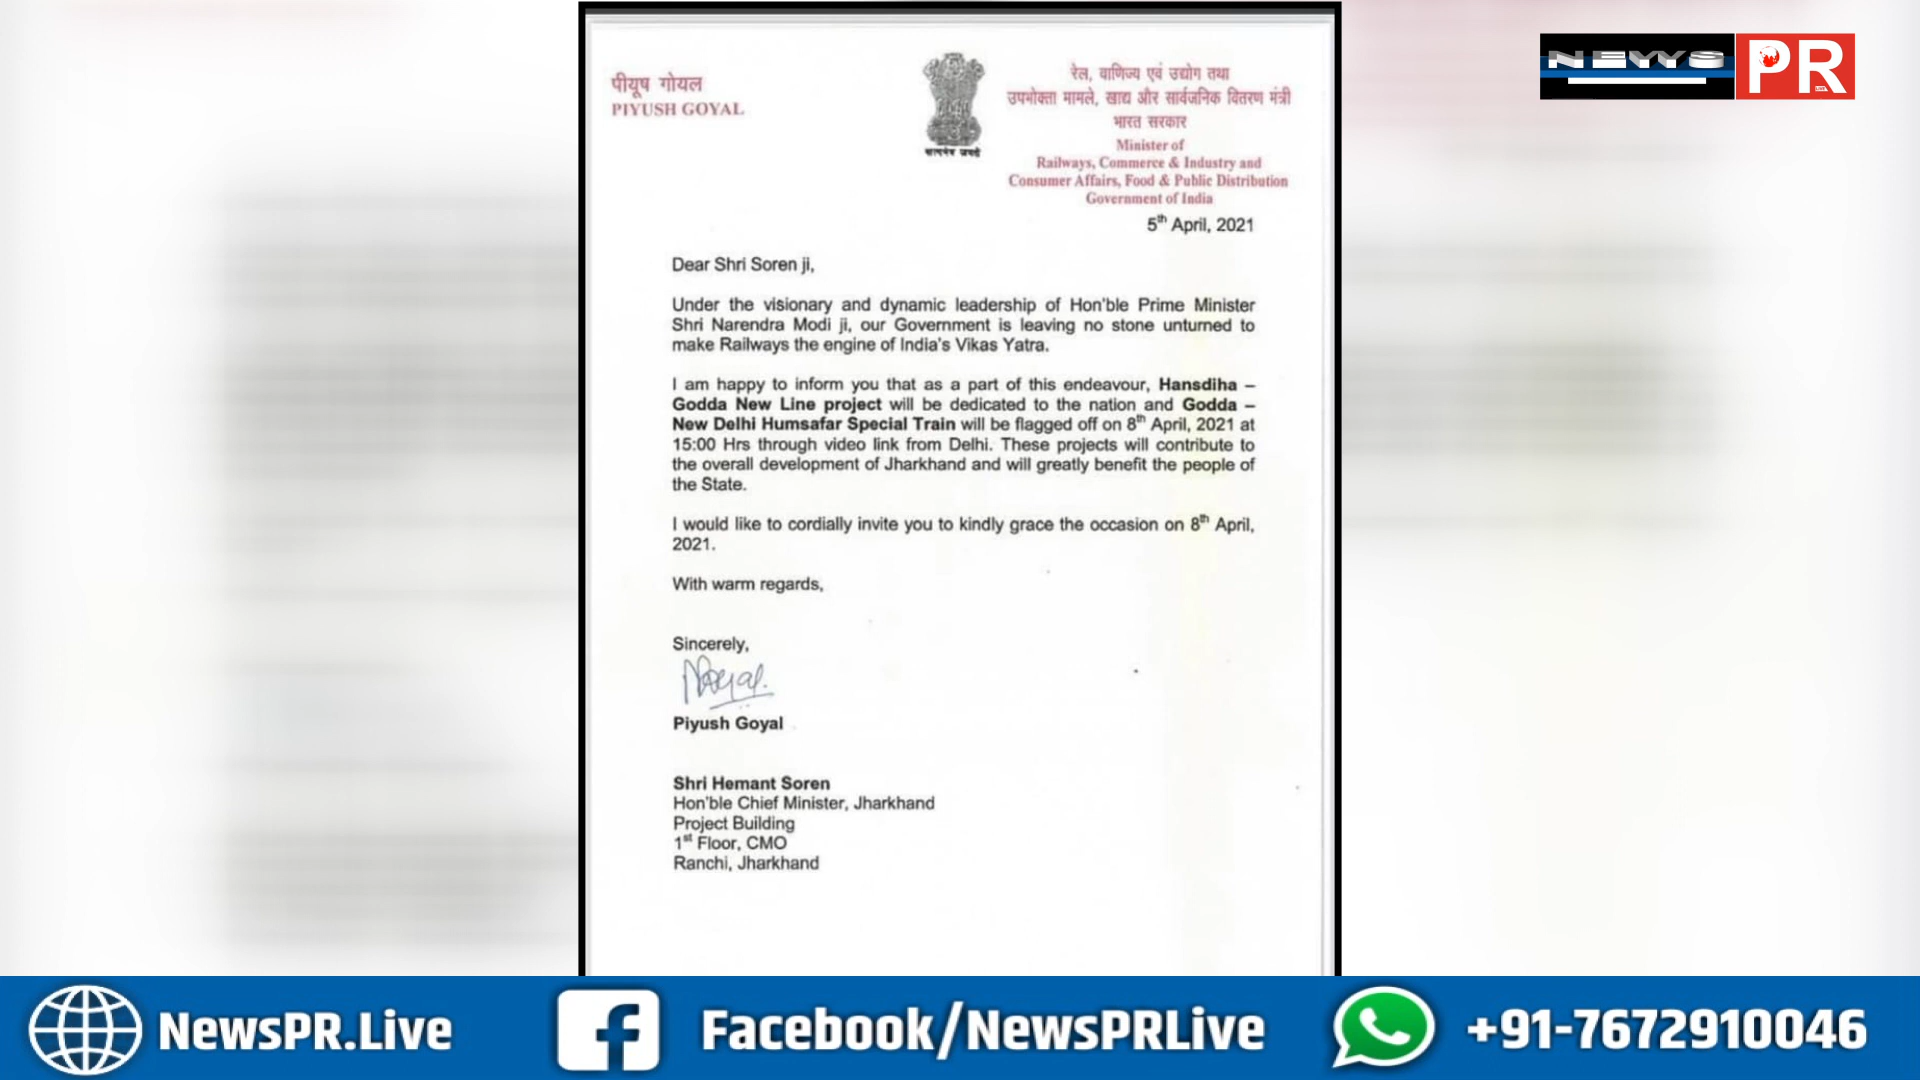 पीयूष गोयल
PIYUSH GOYAL
सत्यमेव जयते
रेल, वाणिज्य एवं उद्योग तथा
उपभोक्ता मामले, खाद्य और सार्वजनिक वितरण मंत्री
भारत सरकार
Minister of
Railways, Commerce & Industry and
Consumer Affairs, Food & Public Distribution
Government of India
5th April, 2021
NEWS PR
Dear Shri Soren ji,
Under the visionary and dynamic leadership of Hon'ble Prime Minister
Shri Narendra Modi ji, our Government is leaving no stone unturned to
make Railways the engine of India's Vikas Yatra.
I am happy to inform you that as a part of this endeavour, Hansdiha –
Godda New Line project will be dedicated to the nation and Godda –
New Delhi Humsafar Special Train will be flagged off on 8th April, 2021 at
15:00 Hrs through video link from Delhi. These projects will contribute to
the overall development of Jharkhand and will greatly benefit the people of
the State.
I would like to cordially invite you to kindly grace the occasion on 8th April,
2021.
With warm regards,
Sincerely,
Piyush Goyal
Shri Hemant Soren
Hon'ble Chief Minister, Jharkhand
Project Building
1st Floor, CMO
Ranchi, Jharkhand
NewsPR.Live
Facebook/NewsPRLive
+91-7672910046